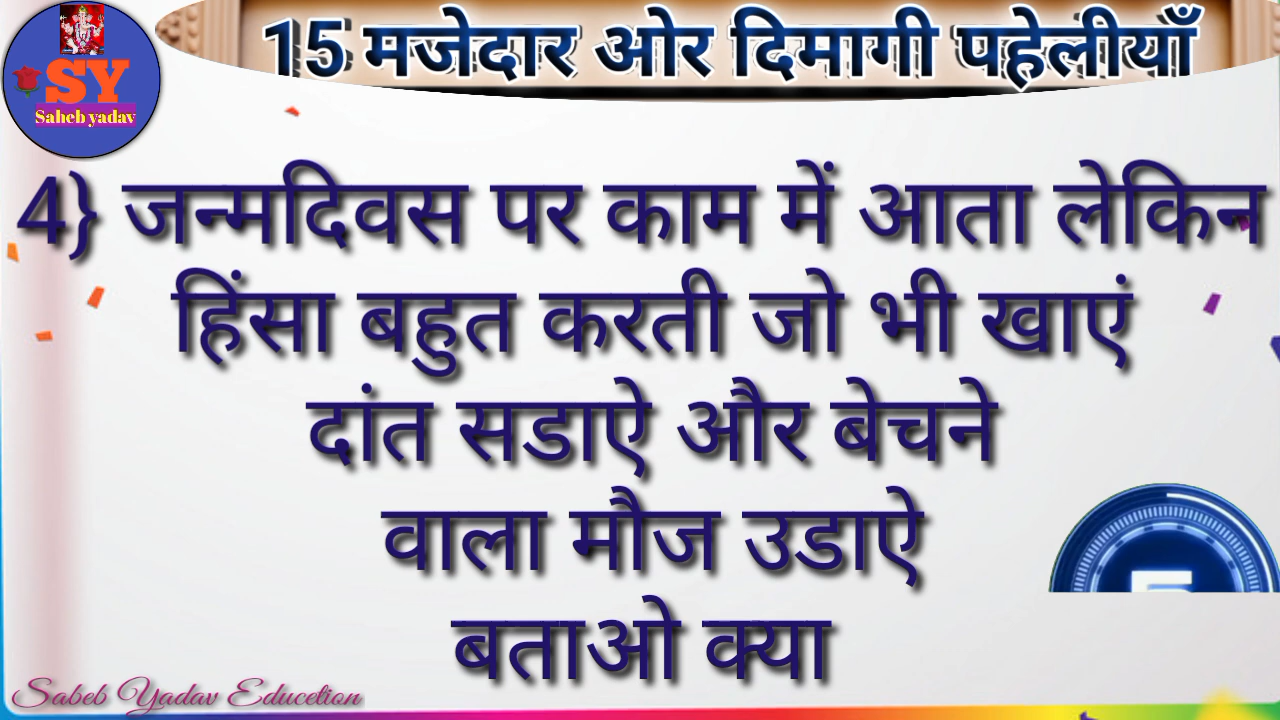 15 मजेदार ओर दिमागी पहेलीयाँ
SY
Saheb yadav
4} जन्मदिवस पर काम में आता लेकिन
हिंसा बहुत करती जो भी खाएं
दांत सडाऐ और बेचने
वाला मौज उडाऐ
बताओ क्या
5
Sabeb Yadav Educetion